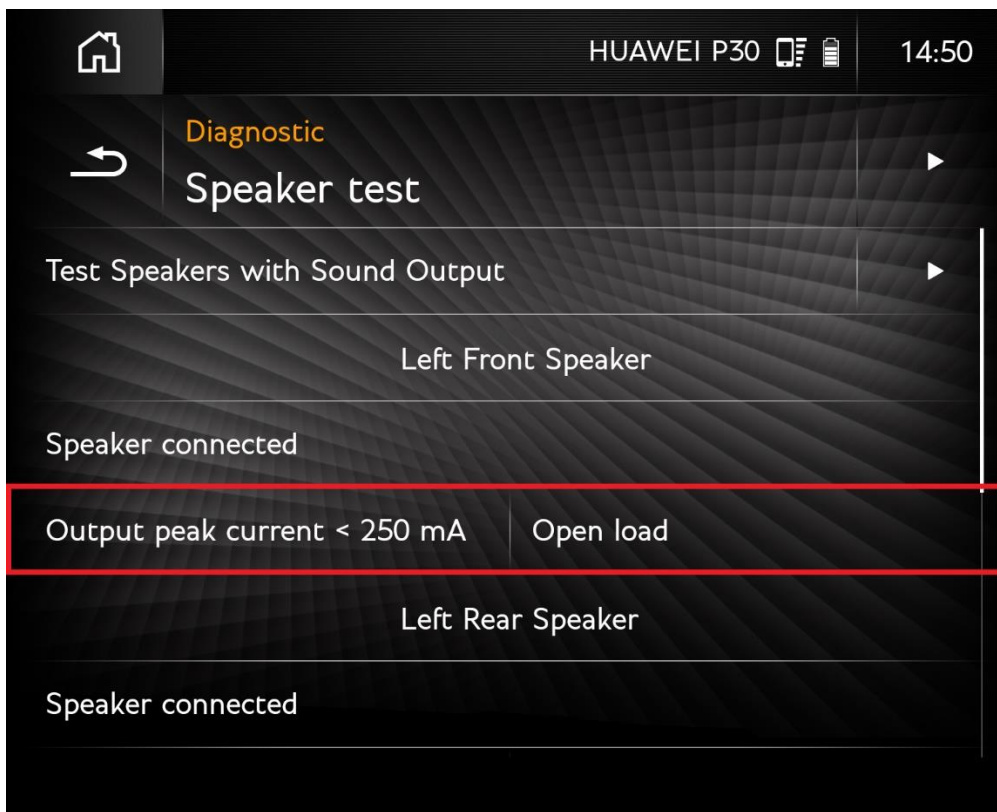 HUAWEI P30 14:50
Diagnostic
Speaker test
Test Speakers with Sound Output
Left Front Speaker
Speaker connected
Output peak current < 250 mA Open load
Left Rear Speaker
Speaker connected